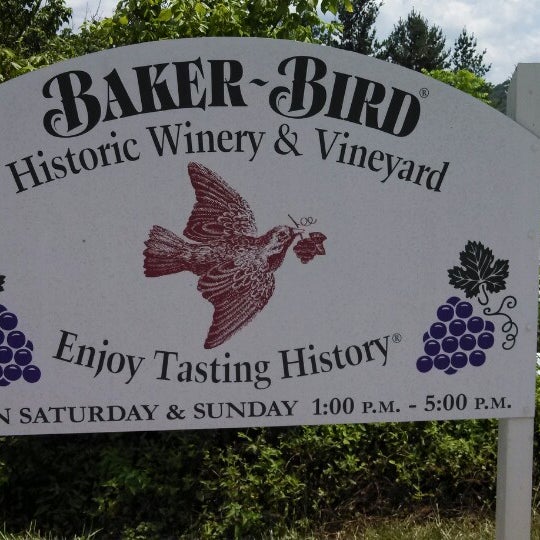 BAKER-BIRD®
Historic Winery & Vineyard
Enjoy Tasting History®
N SATURDAY & SUNDAY 1:00 P.M. - 5:00 P.M.